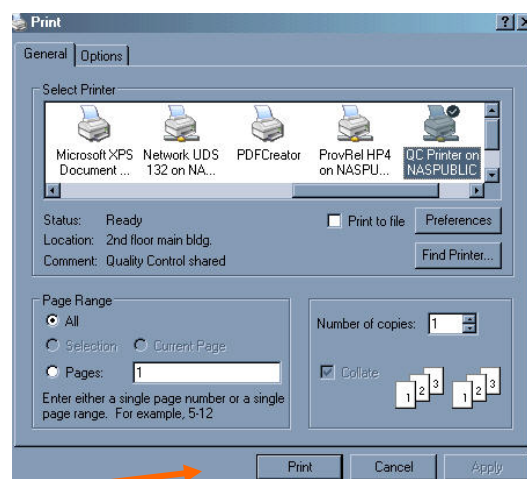 Print
General Options
Select Printer
Microsoft XPS Document ...
Network UDS 132 on NA...
PDFCreator
ProvRel HP4 on NASPU...
QC Printer on NASPUBLIC
Status: Ready
Print to file
Preferences
Location: 2nd floor main bldg.
Comment: Quality Control shared
Find Printer...
Page Range
All
Selection Current Page
Pages: 1
Enter either a single page number or a single
page range. For example, 5-12
Number of copies: 1
Collate
1 2 3 1 2 3
Print Cancel Apply